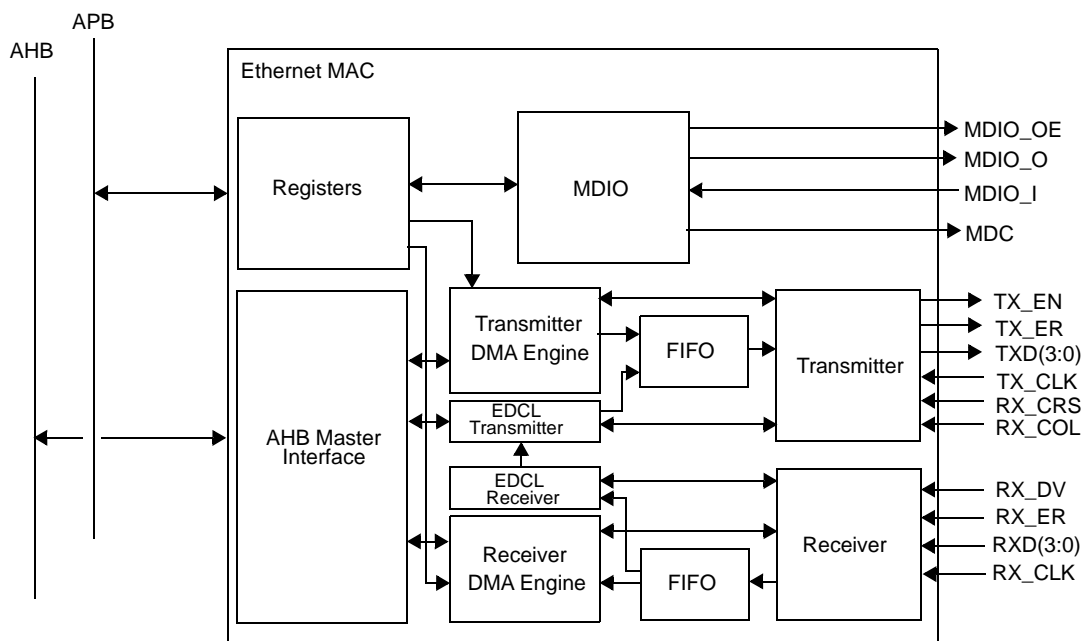 APB
AHB
Ethernet MAC
Registers
MDIO
MDIO_OE
MDIO_O
MDIO_I
MDC
AHB Master
Interface
Transmitter
DMA Engine
FIFO
Transmitter
TX_EN
TX_ER
TXD(3:0)
TX_CLK
RX_CRS
RX_COL
EDCL
Transmitter
EDCL
Receiver
Receiver
DMA Engine
FIFO
Receiver
RX_DV
RX_ER
RXD(3:0)
RX_CLK